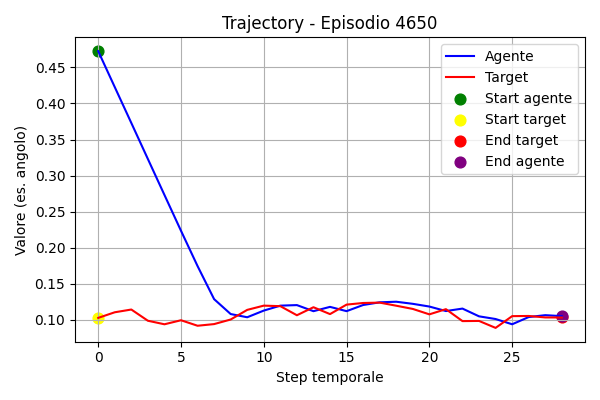 Trajectory - Episodio 4650
Agente
Target
Start agente
Start target
End target
End agente
Valore (es. angolo)
0.45
0.40
0.35
0.30
0.25
0.20
0.15
0.10
0
5
10
15
20
25
Step temporale